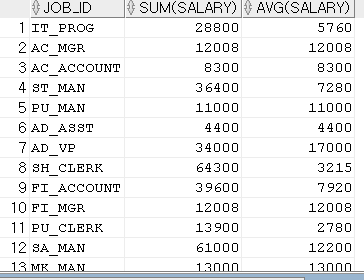 JOB_ID SUM(SALARY) AVG(SALARY)
1 IT_PROG 28800 5760
2 AC_MGR 12008 12008
3 AC_ACCOUNT 8300 8300
4 ST_MAN 36400 7280
5 PU_MAN 11000 11000
6 AD_ASST 4400 4400
7 AD_VP 34000 17000
8 SH_CLERK 64300 3215
9 FI_ACCOUNT 39600 7920
10 FI_MGR 12008 12008
11 PU_CLERK 13900 2780
12 SA_MAN 61000 12200
13 MK_MAN 13000 13000